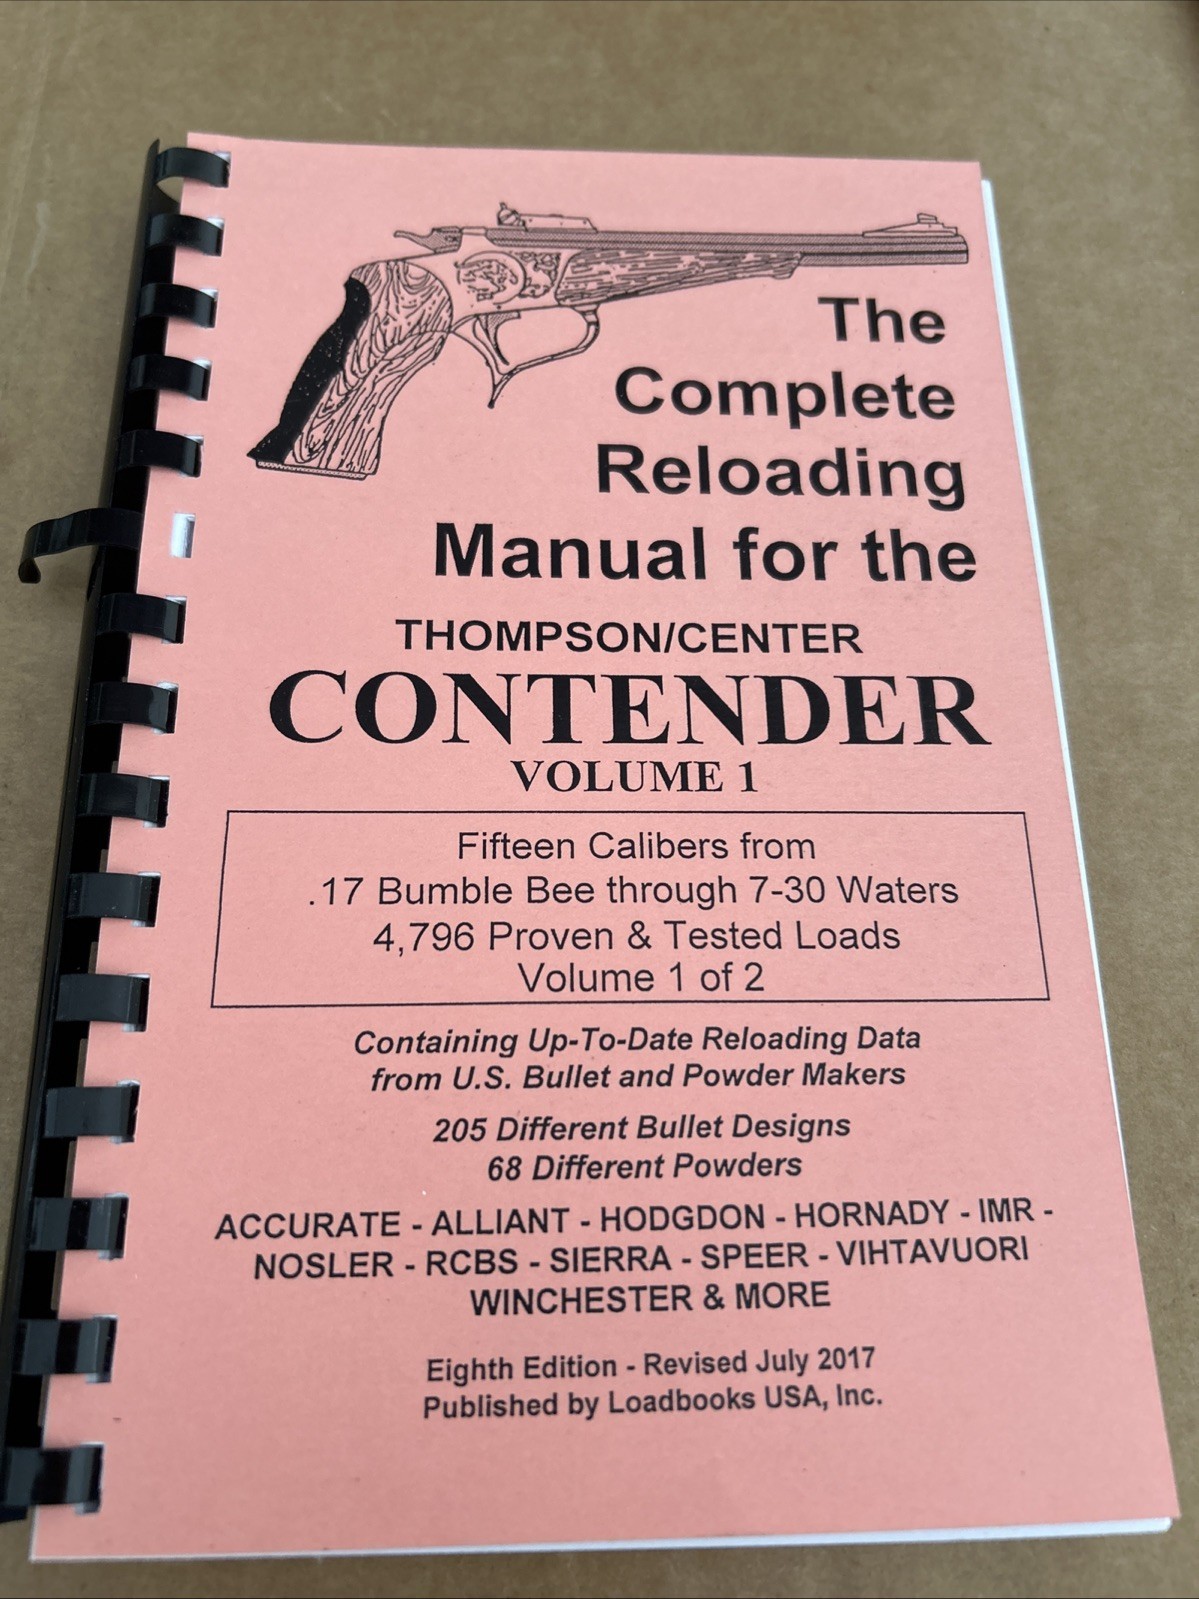 The
Complete
Reloading
Manual for the
THOMPSON/CENTER
CONTENDER
VOLUME 1
Fifteen Calibers from
.17 Bumble Bee through 7-30 Waters
4,796 Proven & Tested Loads
Volume 1 of 2
Containing Up-To-Date Reloading Data
from U.S. Bullet and Powder Makers
205 Different Bullet Designs
68 Different Powders
ACCURATE - ALLIANT - HODGDON - HORNADY - IMR -
NOSLER - RCBS - SIERRA - SPEER - VIHTAVUORI
WINCHESTER & MORE
Eighth Edition - Revised July 2017
Published by Loadbooks USA, Inc.